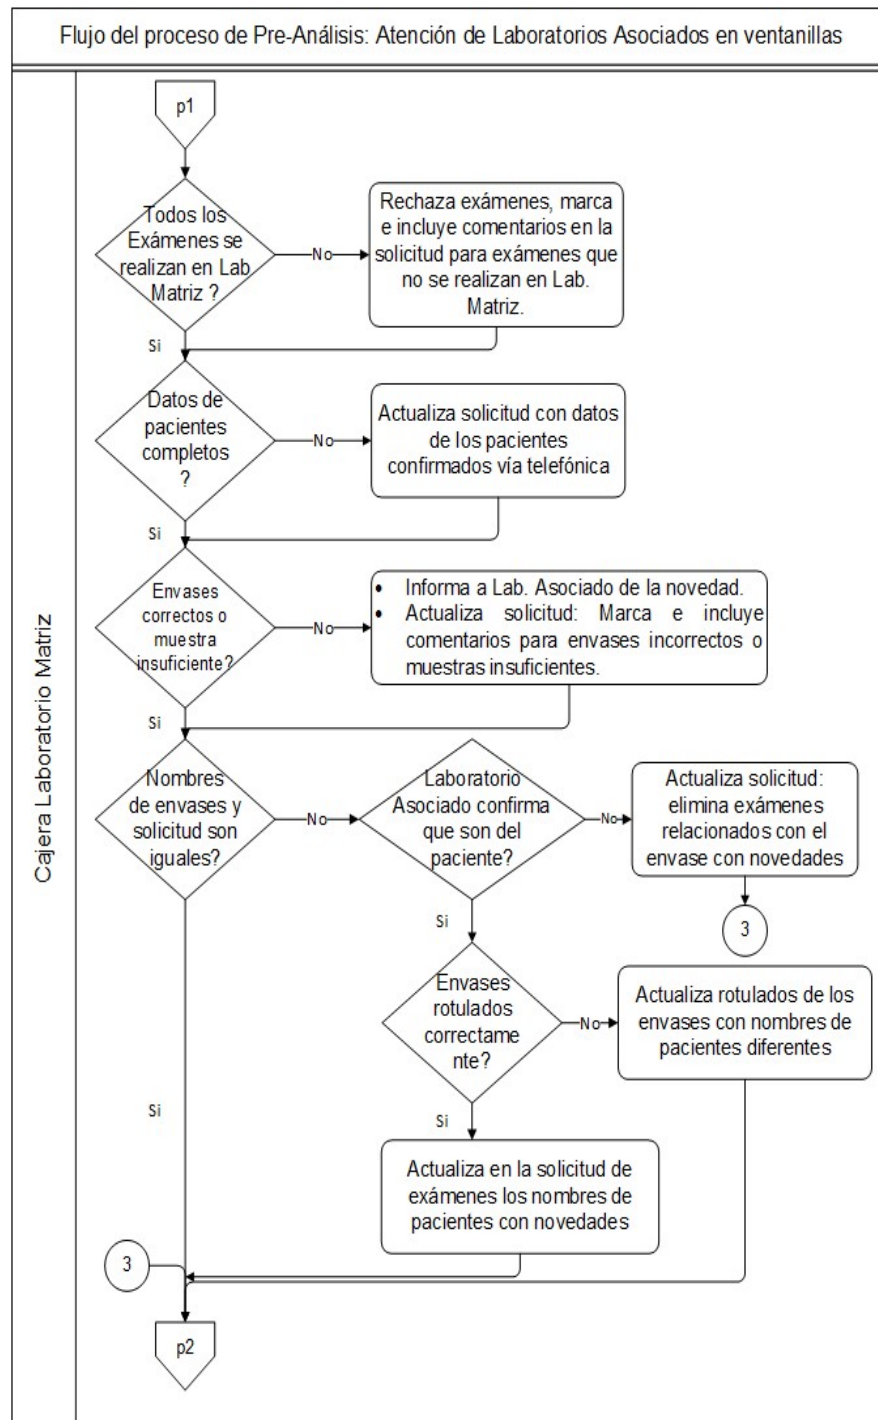 Flujo del proceso de Pre-Análisis: Atención de Laboratorios Asociados en ventanillas
Cajera Laboratorio Matriz
p1
Todos los
Exámenes se
realizan en Lab
Matriz ?
No
Rechaza exámenes, marca
e incluye comentarios en la
solicitud para exámenes que
no se realizan en Lab.
Matriz.
Si
Datos de
pacientes
completos
?
No
Actualiza solicitud con datos
de los pacientes
confirmados vía telefónica
Si
Envases
correctos o
muestra
insuficiente?
No
• Informa a Lab. Asociado de la novedad.
• Actualiza solicitud: Marca e incluye
comentarios para envases incorrectos o
muestras insuficientes.
Si
Nombres
de envases y
solicitud son
iguales?
No
Laboratorio
Asociado confirma
que son del
paciente?
No
Actualiza solicitud:
elimina exámenes
relacionados con el
envase con novedades
3
Si
Envases
rotulados
correctame
nte?
No
Actualiza rotulados de los
envases con nombres de
pacientes diferentes
Si
Si
Actualiza en la solicitud de
exámenes los nombres de
pacientes con novedades
3
p2